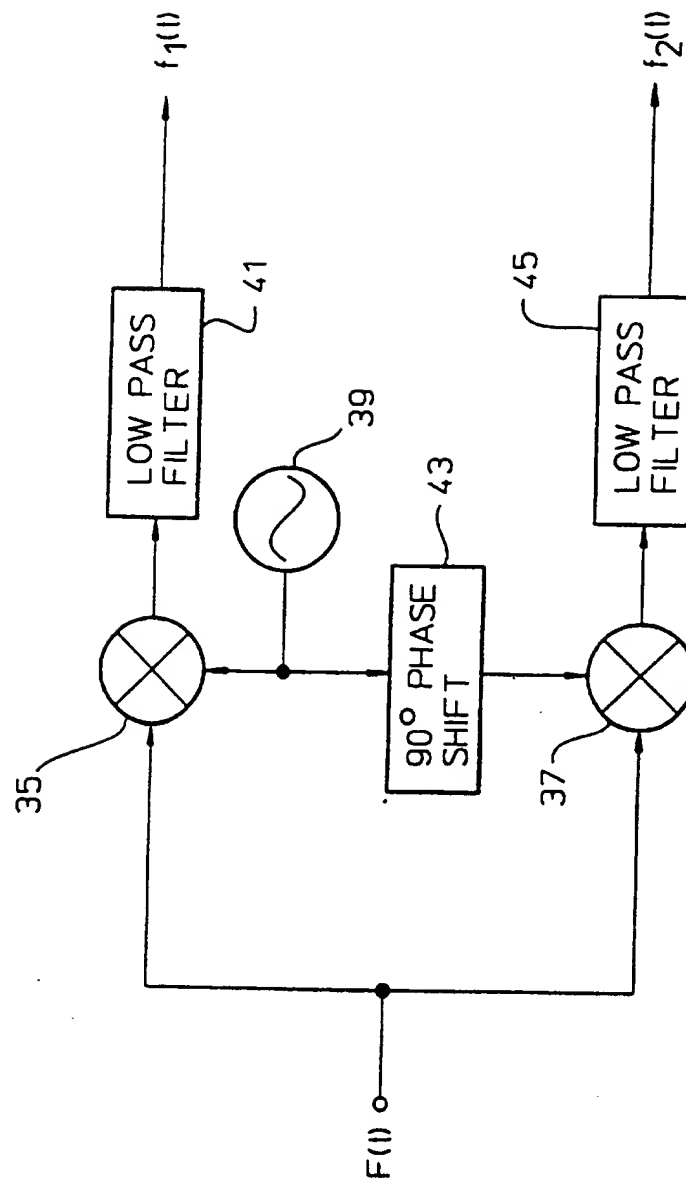 f₁(t)
LOW PASS
FILTER
41
35
39
90° PHASE
SHIFT
43
F(t)
37
LOW PASS
FILTER
45
f₂(t)